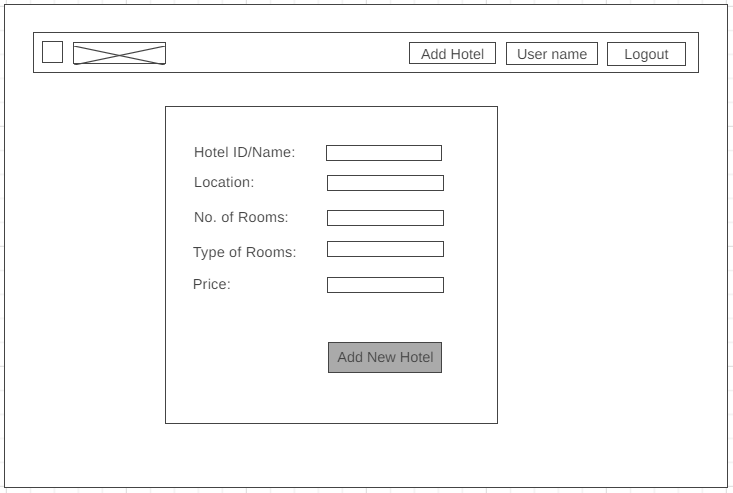 Add Hotel
User name
Logout
Hotel ID/Name:
Location:
No. of Rooms:
Type of Rooms:
Price:
Add New Hotel